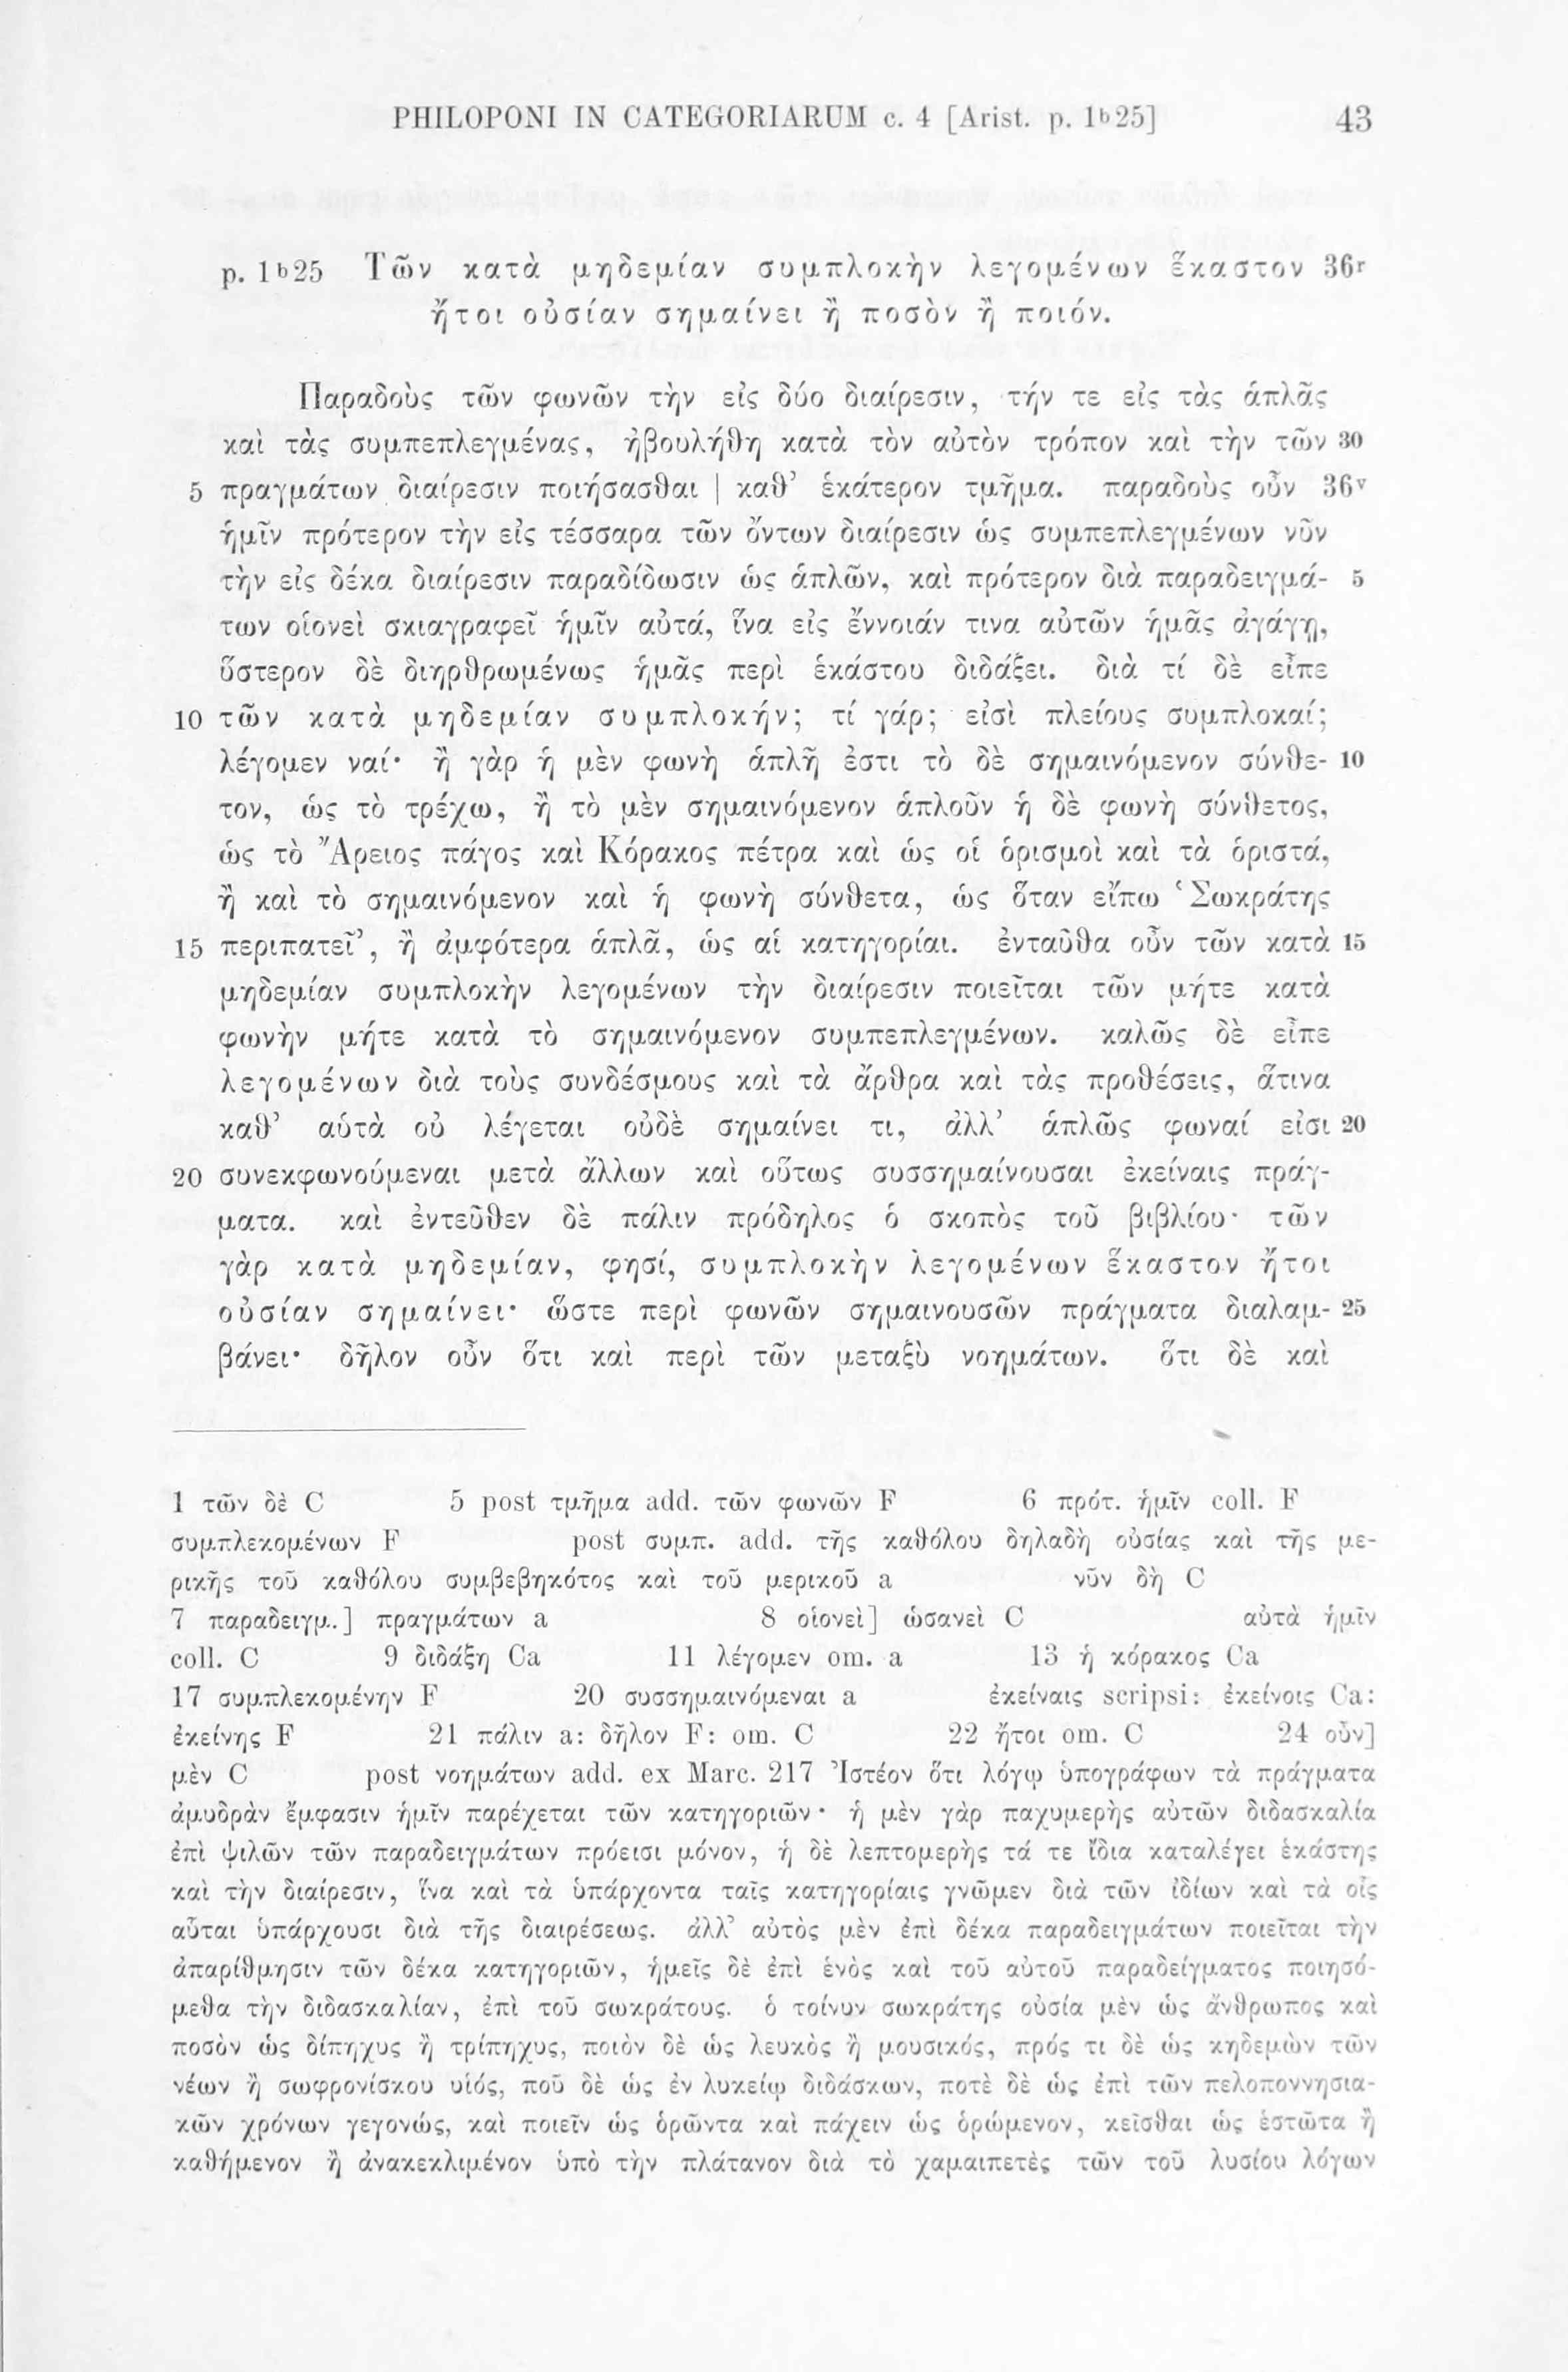 PHILOPONI IN CATEGORIARUM c. 4 [Arist. p. 1b25] 43
p. 1b25 Τῶν κατὰ μηδεμίαν συμπλοκὴν λεγομένων ἕκαστον 36r
ἤτοι οὐσίαν σημαίνει ἢ ποσὸν ἢ ποιόν.
Παραδοὺς τῶν φωνῶν τὴν εἰς δύο διαίρεσιν, τήν τε εἰς τὰς ἁπλᾶς
καὶ τὰς συμπεπλεγμένας, ἠβουλήθη κατὰ τὸν αὐτὸν τρόπον καὶ τὴν τῶν 30
5 πραγμάτων διαίρεσιν ποιήσασθαι | καθ’ ἑκάτερον τμῆμα. παραδοὺς οὖν 36v
ἡμῖν πρότερον τὴν εἰς τέσσαρα τῶν ὄντων διαίρεσιν ὡς συμπεπλεγμένων νῦν
τὴν εἰς δέκα διαίρεσιν παραδίδωσιν ὡς ἁπλῶν, καὶ πρότερον διὰ παραδειγμά- 5
των οἱονεὶ σκιαγραφεῖ ἡμῖν αὐτά, ἵνα εἰς ἔννοιάν τινα αὐτῶν ἡμᾶς ἀγάγῃ,
ὕστερον δὲ διηρθρωμένως ἡμᾶς περὶ ἑκάστου διδάξει. διὰ τί δὲ εἶπε
10 τῶν κατὰ μηδεμίαν συμπλοκήν; τί γάρ; εἰσὶ πλείους συμπλοκαί;
λέγομεν ναί· ἢ γὰρ ἡ μὲν φωνὴ ἁπλῆ ἐστι τὸ δὲ σημαινόμενον σύνθε- 10
τον, ὡς τὸ τρέχω, ἢ τὸ μὲν σημαινόμενον ἁπλοῦν ἡ δὲ φωνὴ σύνθετος,
ὡς τὸ Ἄρειος πάγος καὶ Κόρακος πέτρα καὶ ὡς οἱ ὁρισμοὶ καὶ τὰ ὁριστά,
ἢ καὶ τὸ σημαινόμενον καὶ ἡ φωνὴ σύνθετα, ὡς ὅταν εἴπω ‘Σωκράτης
15 περιπατεῖ’, ἢ ἀμφότερα ἁπλᾶ, ὡς αἱ κατηγορίαι. ἐνταῦθα οὖν τῶν κατὰ 15
μηδεμίαν συμπλοκὴν λεγομένων τὴν διαίρεσιν ποιεῖται τῶν μήτε κατὰ
φωνὴν μήτε κατὰ τὸ σημαινόμενον συμπεπλεγμένων. καλῶς δὲ εἶπε
λεγομένων διὰ τοὺς συνδέσμους καὶ τὰ ἄρθρα καὶ τὰς προθέσεις, ἅτινα
καθ’ αὑτὰ οὐ λέγεται οὐδὲ σημαίνει τι, ἀλλ’ ἁπλῶς φωναί εἰσι 20
20 συνεκφωνούμεναι μετὰ ἄλλων καὶ οὕτως συσσημαίνουσαι ἐκείναις πράγ-
ματα. καὶ ἐντεῦθεν δὲ πάλιν πρόδηλος ὁ σκοπὸς τοῦ βιβλίου· τῶν
γὰρ κατὰ μηδεμίαν, φησί, συμπλοκὴν λεγομένων ἕκαστον ἤτοι
οὐσίαν σημαίνει· ὥστε περὶ φωνῶν σημαινουσῶν πράγματα διαλαμ- 25
βάνει· δῆλον οὖν ὅτι καὶ περὶ τῶν μεταξὺ νοημάτων. ὅτι δὲ καὶ
1 τῶν δὲ C 5 post τμῆμα add. τῶν φωνῶν F 6 πρότ. ἡμῖν coll. F
συμπλεκομένων F post συμπ. add. τῆς καθόλου δηλαδὴ οὐσίας καὶ τῆς με-
ρικῆς τοῦ καθόλου συμβεβηκότος καὶ τοῦ μερικοῦ a νῦν δὴ C
7 παραδειγμ.] πραγμάτων a 8 οἱονεὶ] ὡσανεὶ C αὐτὰ ἡμῖν
coll. C 9 διδάξῃ Ca 11 λέγομεν om. a 13 ἡ κόρακος Ca
17 συμπλεκομένην F 20 συσσημαινόμεναι a ἐκείναις scripsi: ἐκείνοις Ca:
ἐκείνης F 21 πάλιν a: δῆλον F: om. C 22 ἤτοι om. C 24 οὖν]
μὲν C post νοημάτων add. ex Marc. 217 Ἰστέον ὅτι λόγῳ ὑπογράφων τὰ πράγματα
ἀμυδρὰν ἔμφασιν ἡμῖν παρέχεται τῶν κατηγοριῶν· ἡ μὲν γὰρ παχυμερὴς αὐτῶν διδασκαλία
ἐπὶ ψιλῶν τῶν παραδειγμάτων πρόεισι μόνον, ἡ δὲ λεπτομερὴς τά τε ἴδια καταλέγει ἑκάστης
καὶ τὴν διαίρεσιν, ἵνα καὶ τὰ ὑπάρχοντα ταῖς κατηγορίαις γνῶμεν διὰ τῶν ἰδίων καὶ τὰ οἷς
αὗται ὑπάρχουσι διὰ τῆς διαιρέσεως. ἀλλ’ αὐτὸς μὲν ἐπὶ δέκα παραδειγμάτων ποιεῖται τὴν
ἀπαρίθμησιν τῶν δέκα κατηγοριῶν, ἡμεῖς δὲ ἐπὶ ἑνὸς καὶ τοῦ αὐτοῦ παραδείγματος ποιησό-
μεθα τὴν διδασκαλίαν, ἐπὶ τοῦ σωκράτους. ὁ τοίνυν σωκράτης οὐσία μὲν ὡς ἄνθρωπος καὶ
ποσὸν ὡς δίπηχυς ἢ τρίπηχυς, ποιὸν δὲ ὡς λευκὸς ἢ μουσικός, πρός τι δὲ ὡς κηδεμὼν τῶν
νέων ἢ σωφρονίσκου υἱός, ποῦ δὲ ὡς ἐν λυκείῳ διδάσκων, ποτὲ δὲ ὡς ἐπὶ τῶν πελοποννησια-
κῶν χρόνων γεγονώς, καὶ ποιεῖν ὡς ὁρῶντα καὶ πάχειν ὡς ὁρώμενον, κεῖσθαι ὡς ἑστῶτα ἢ
καθήμενον ἢ ἀνακεκλιμένον ὑπὸ τὴν πλάτανον διὰ τὸ χαμαιπετὲς τῶν τοῦ λυσίου λόγων